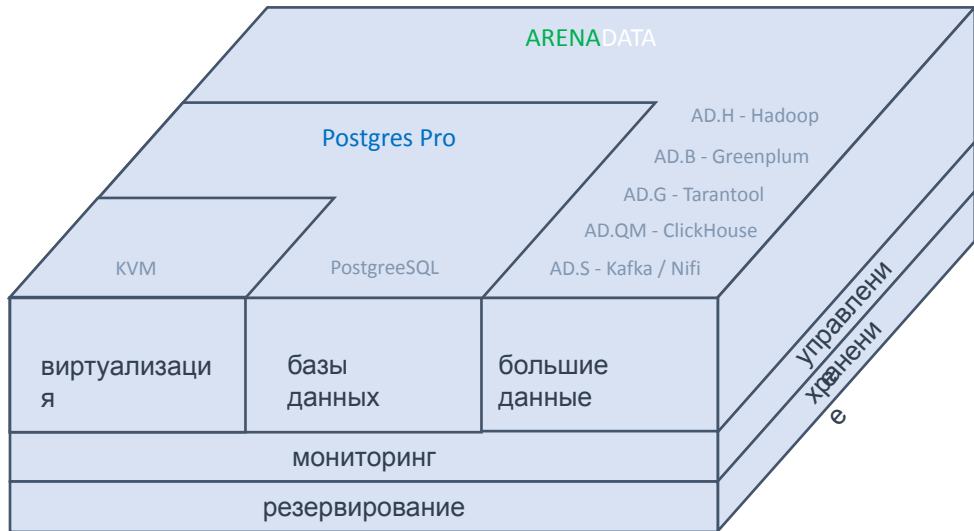 ARENADATA
AD.H - Hadoop
Postgres Pro
AD.B - Greenplum
AD.G - Tarantool
AD.QM - ClickHouse
KVM
PostgreeSQL
AD.S - Kafka / Nifi
виртуализаци
я
базы
данных
большие
данные
управлени
е
хранени
е
мониторинг
резервирование